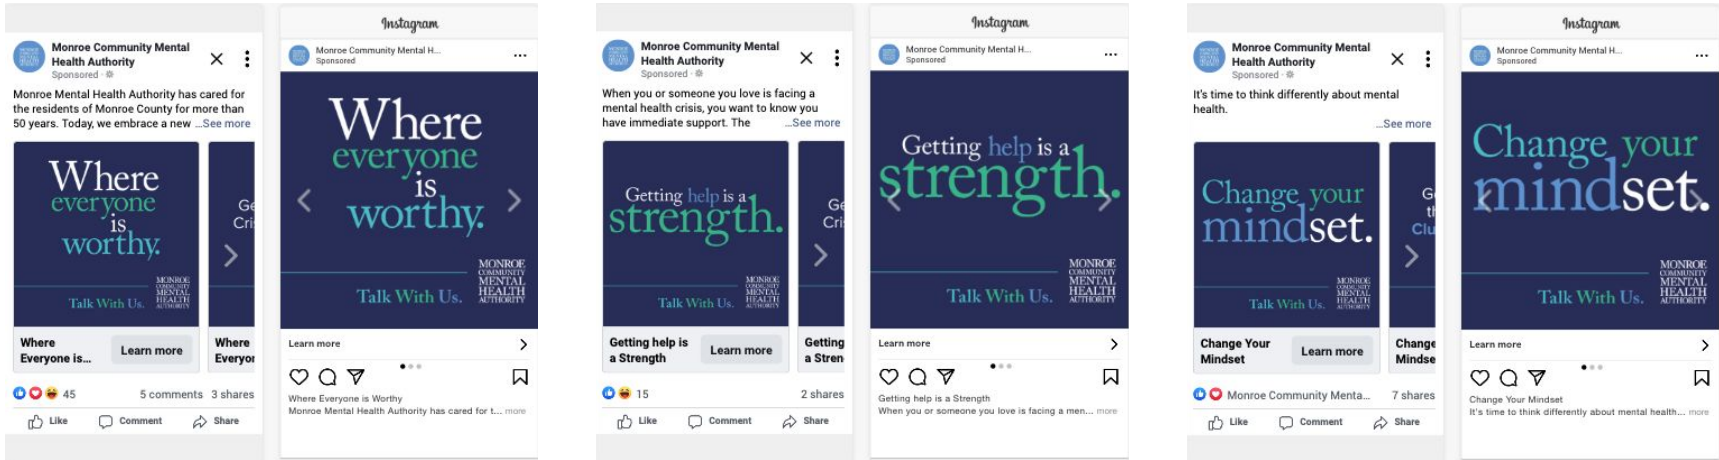 Monroe Community Mental
Health Authority
Sponsored ·
Monroe Mental Health Authority has cared for
the residents of Monroe County for more than
50 years. Today, we embrace a new ...See more
Where
everyone
is
worthy.
Talk With Us.
MONROE
COMMUNITY
MENTAL
HEALTH
AUTHORITY
Ge
Cri
Where
Everyone is...
Learn more
Where
Everyor
45
5 comments 3 shares
Like
Comment
Share
Instagram
Monroe Community Mental H...
Sponsored
Where
everyone
is
worthy.
Talk With Us.
MONROE
COMMUNITY
MENTAL
HEALTH
AUTHORITY
Learn more
Where Everyone is Worthy
Monroe Mental Health Authority has cared for t... more
Monroe Community Mental
Health Authority
Sponsored ·
When you or someone you love is facing a
mental health crisis, you want to know you
have immediate support. The ...See more
Getting help is a
strength.
Talk With Us.
MONROE
COMMUNITY
MENTAL
HEALTH
AUTHORITY
Ge
Cri
Getting help is
a Strength
Learn more
Getting
a Stren
15
2 shares
Like
Comment
Share
Instagram
Monroe Community Mental H...
Sponsored
Getting help is a
strength.
Talk With Us.
MONROE
COMMUNITY
MENTAL
HEALTH
AUTHORITY
Learn more
Getting help is a Strength
When you or someone you love is facing a men... more
Monroe Community Mental
Health Authority
Sponsored ·
It's time to think differently about mental
health.
...See more
Change your
mindset.
Talk With Us.
MONROE
COMMUNITY
MENTAL
HEALTH
AUTHORITY
G
th
Clu
Change Your
Mindset
Learn more
Change
Mindse
Monroe Community Menta...
7 shares
Like
Comment
Share
Instagram
Monroe Community Mental H...
Sponsored
Change your
mindset.
Talk With Us.
MONROE
COMMUNITY
MENTAL
HEALTH
AUTHORITY
Learn more
Change Your Mindset
It's time to think differently about mental health... more